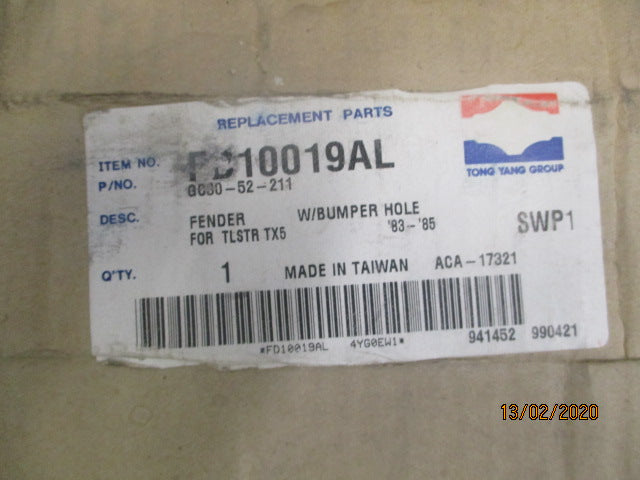 REPLACEMENT PARTS
TONG YANG GROUP
ITEM NO. FD10019AL
P/NO. GC30-52-211
DESC. FENDER W/BUMPER HOLE
FOR TLSTR TX5 '83-'85 SWP1
Q'TY. 1 MADE IN TAIWAN ACA-17321
*FD10019AL 4YG0EW1* 941452 990421
13/02/2020